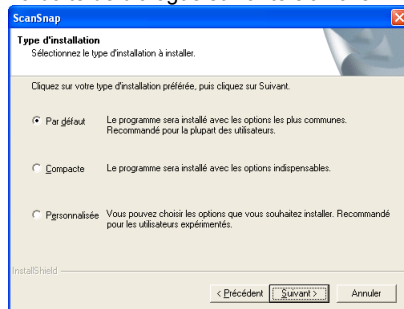 ScanSnap
Type d'installation
Sélectionnez le type d'installation à installer.
Cliquez sur votre type d'installation préférée, puis cliquez sur Suivant.
Par défaut
Le programme sera installé avec les options les plus communes.
Recommandé pour la plupart des utilisateurs.
Compacte
Le programme sera installé avec les options indispensables.
Personnalisée
Vous pouvez choisir les options que vous souhaitez installer. Recommandé
pour les utilisateurs expérimentés.
InstallShield
< Précédent
Suivant >
Annuler